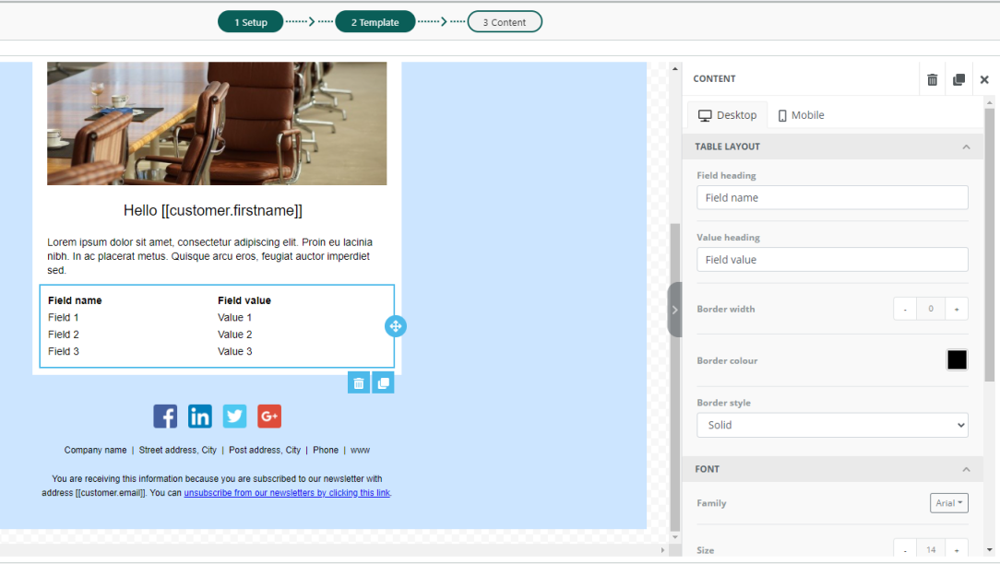 1 Setup
2 Template
3 Content
Hello [[customer.firstname]]
Lorem ipsum dolor sit amet, consectetur adipiscing elit. Proin eu lacinia
nibh. In ac placerat metus. Quisque arcu eros, feugiat auctor imperdiet
sed.
Field name Field value
Field 1 Value 1
Field 2 Value 2
Field 3 Value 3
f in G+
Company name | Street address, City | Post address, City | Phone | www
You are receiving this information because you are subscribed to our newsletter with
address [[customer.email]]. You can unsubscribe from our newsletters by clicking this link.
CONTENT
Desktop Mobile
TABLE LAYOUT
Field heading
Field name
Value heading
Field value
Border width - 0 +
Border colour
Border style
Solid
FONT
Family Arial
Size - 14 +